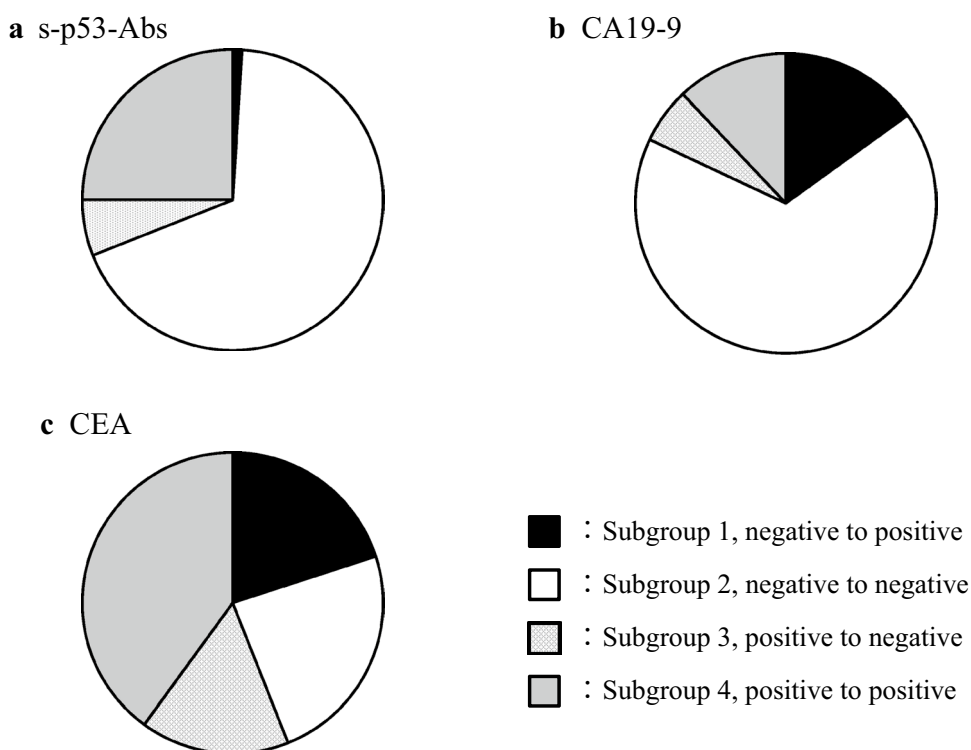 a s-p53-Abs
b CA19-9
c CEA
: Subgroup 1, negative to positive
: Subgroup 2, negative to negative
: Subgroup 3, positive to negative
: Subgroup 4, positive to positive